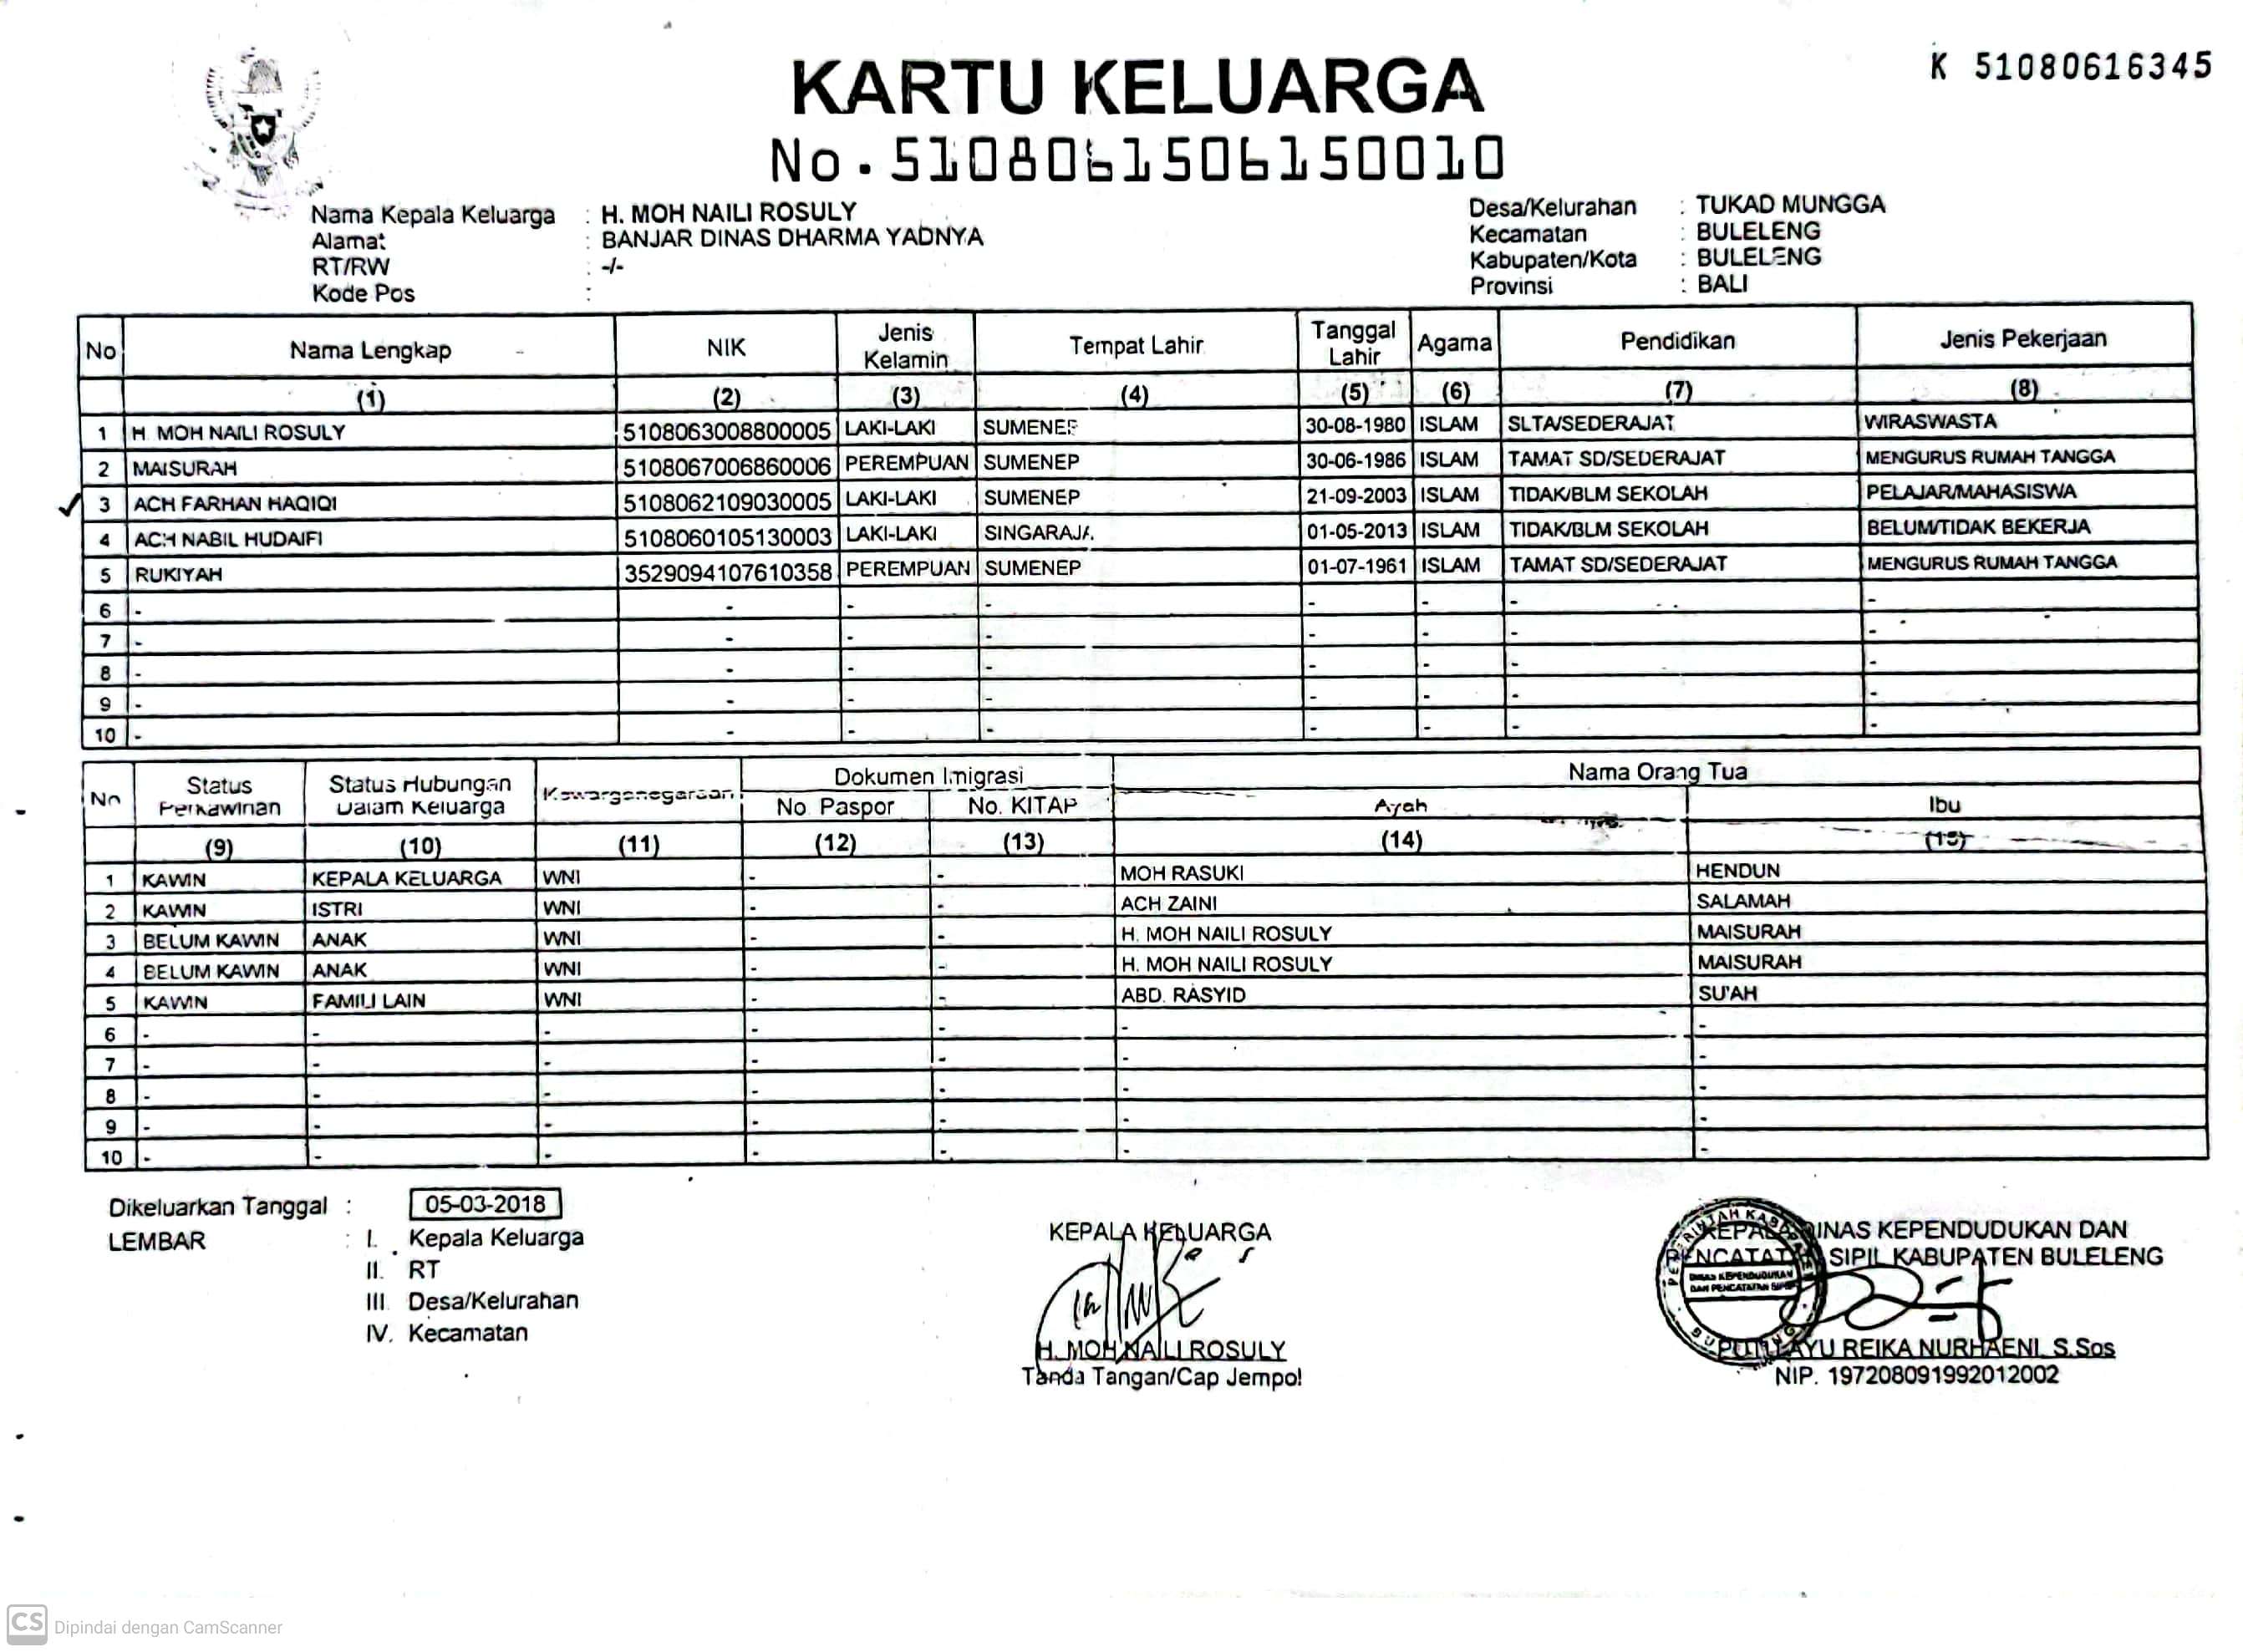 K 51080616345
KARTU KELUARGA
No. 5108061506150010
Nama Kepala Keluarga : H. MOH NAILI ROSULY
Alamat : BANJAR DINAS DHARMA YADNYA
RT/RW : -/-
Kode Pos :
Desa/Kelurahan : TUKAD MUNGGA
Kecamatan : BULELENG
Kabupaten/Kota : BULELENG
Provinsi : BALI
No Nama Lengkap NIK Jenis Kelamin Tempat Lahir Tanggal Lahir Agama Pendidikan Jenis Pekerjaan
(1) (2) (3) (4) (5) (6) (7) (8)
1 H. MOH NAILI ROSULY 5108063008800005 LAKI-LAKI SUMENEP 30-08-1980 ISLAM SLTA/SEDERAJAT WIRASWASTA
2 MAISURAH 5108067006860006 PEREMPUAN SUMENEP 30-06-1986 ISLAM TAMAT SD/SEDERAJAT MENGURUS RUMAH TANGGA
3 ACH FARHAN HAQIQI 5108062109030005 LAKI-LAKI SUMENEP 21-09-2003 ISLAM TIDAK/BLM SEKOLAH PELAJAR/MAHASISWA
4 ACH NABIL HUDAIFI 5108060105130003 LAKI-LAKI SINGARAJA 01-05-2013 ISLAM TIDAK/BLM SEKOLAH BELUM/TIDAK BEKERJA
5 RUKIYAH 3529094107610358 PEREMPUAN SUMENEP 01-07-1961 ISLAM TAMAT SD/SEDERAJAT MENGURUS RUMAH TANGGA
6 - - - - - - - -
7 - - - - - - - -
8 - - - - - - - -
9 - - - - - - - -
10 - - - - - - - -
No Status Perkawinan Status Hubungan Dalam Keluarga Kewarganegaraan Dokumen Imigrasi Nama Orang Tua
No. Paspor No. KITAP Ayah Ibu
(9) (10) (11) (12) (13) (14) (15)
1 KAWIN KEPALA KELUARGA WNI - - MOH RASUKI HENDUN
2 KAWIN ISTRI WNI - - ACH ZAINI SALAMAH
3 BELUM KAWIN ANAK WNI - - H. MOH NAILI ROSULY MAISURAH
4 BELUM KAWIN ANAK WNI - - H. MOH NAILI ROSULY MAISURAH
5 KAWIN FAMILI LAIN WNI - - ABD. RASYID SU'AH
6 - - - - - - -
7 - - - - - - -
8 - - - - - - -
9 - - - - - - -
10 - - - - - - -
Dikeluarkan Tanggal : 05-03-2018
LEMBAR : I. Kepala Keluarga
II. RT
III. Desa/Kelurahan
IV. Kecamatan
KEPALA KELUARGA
H. MOH NAILI ROSULY
Tanda Tangan/Cap Jempol
KEPALA DINAS KEPENDUDUKAN DAN
PENCATATAN SIPIL KABUPATEN BULELENG
PEMERINTAH KABUPATEN
DINAS KEPENDUDUKAN
DAN PENCATATAN SIPIL
BULELENG
PUTU AYU REIKA NURHAENI, S.Sos
NIP. 197208091992012002
CS Dipindai dengan CamScanner